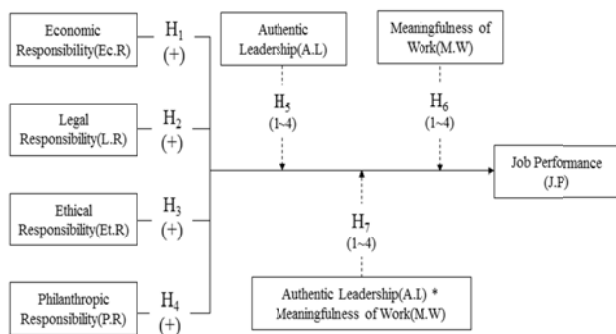 Economic
Responsibility(Ec.R)
H1
(+)
Authentic
Leadership(A.L)
Meaningfulness of
Work(M.W)
Legal
Responsibility(L.R)
H2
(+)
H5
(1~4)
H6
(1~4)
Job Performance
(J.P)
Ethical
Responsibility(Et.R)
H3
(+)
H7
(1~4)
Philanthropic
Responsibility(P.R)
H4
(+)
Authentic Leadership(A.L) *
Meaningfulness of Work(M.W)